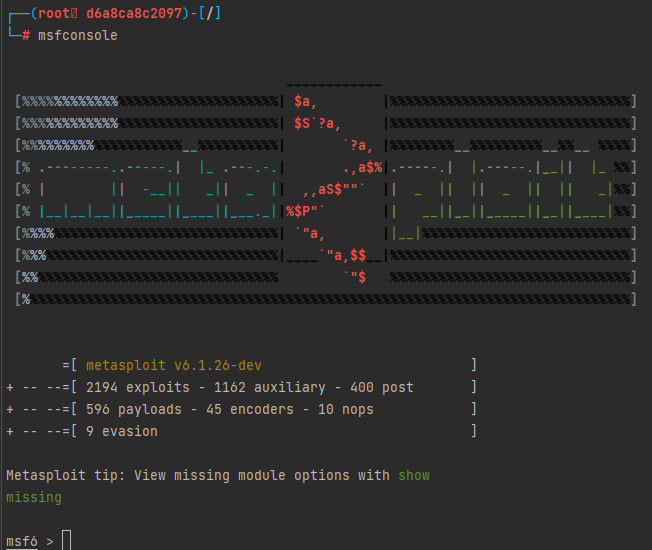 ┌──(root㉿ d6a8ca8c2097)-[/]
└─# msfconsole
=[ metasploit v6.1.26-dev ]
+ -- --=[ 2194 exploits - 1162 auxiliary - 400 post ]
+ -- --=[ 596 payloads - 45 encoders - 10 nops ]
+ -- --=[ 9 evasion ]
Metasploit tip: View missing module options with show
missing
msf6 >